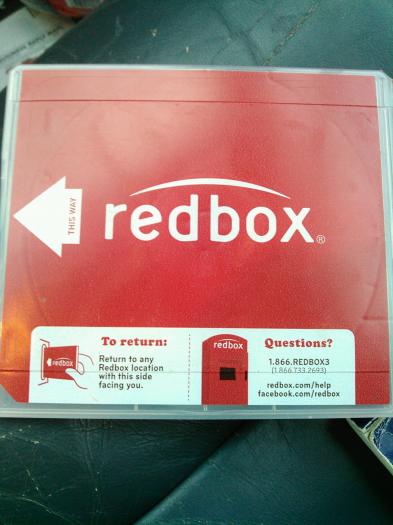 THIS WAY
redbox®
To return:
Return to any
Redbox location
with this side
facing you.
redbox
redbox
Questions?
1.866.REDBOX3
(1.866.733.2693)
redbox.com/help
facebook.com/redbox